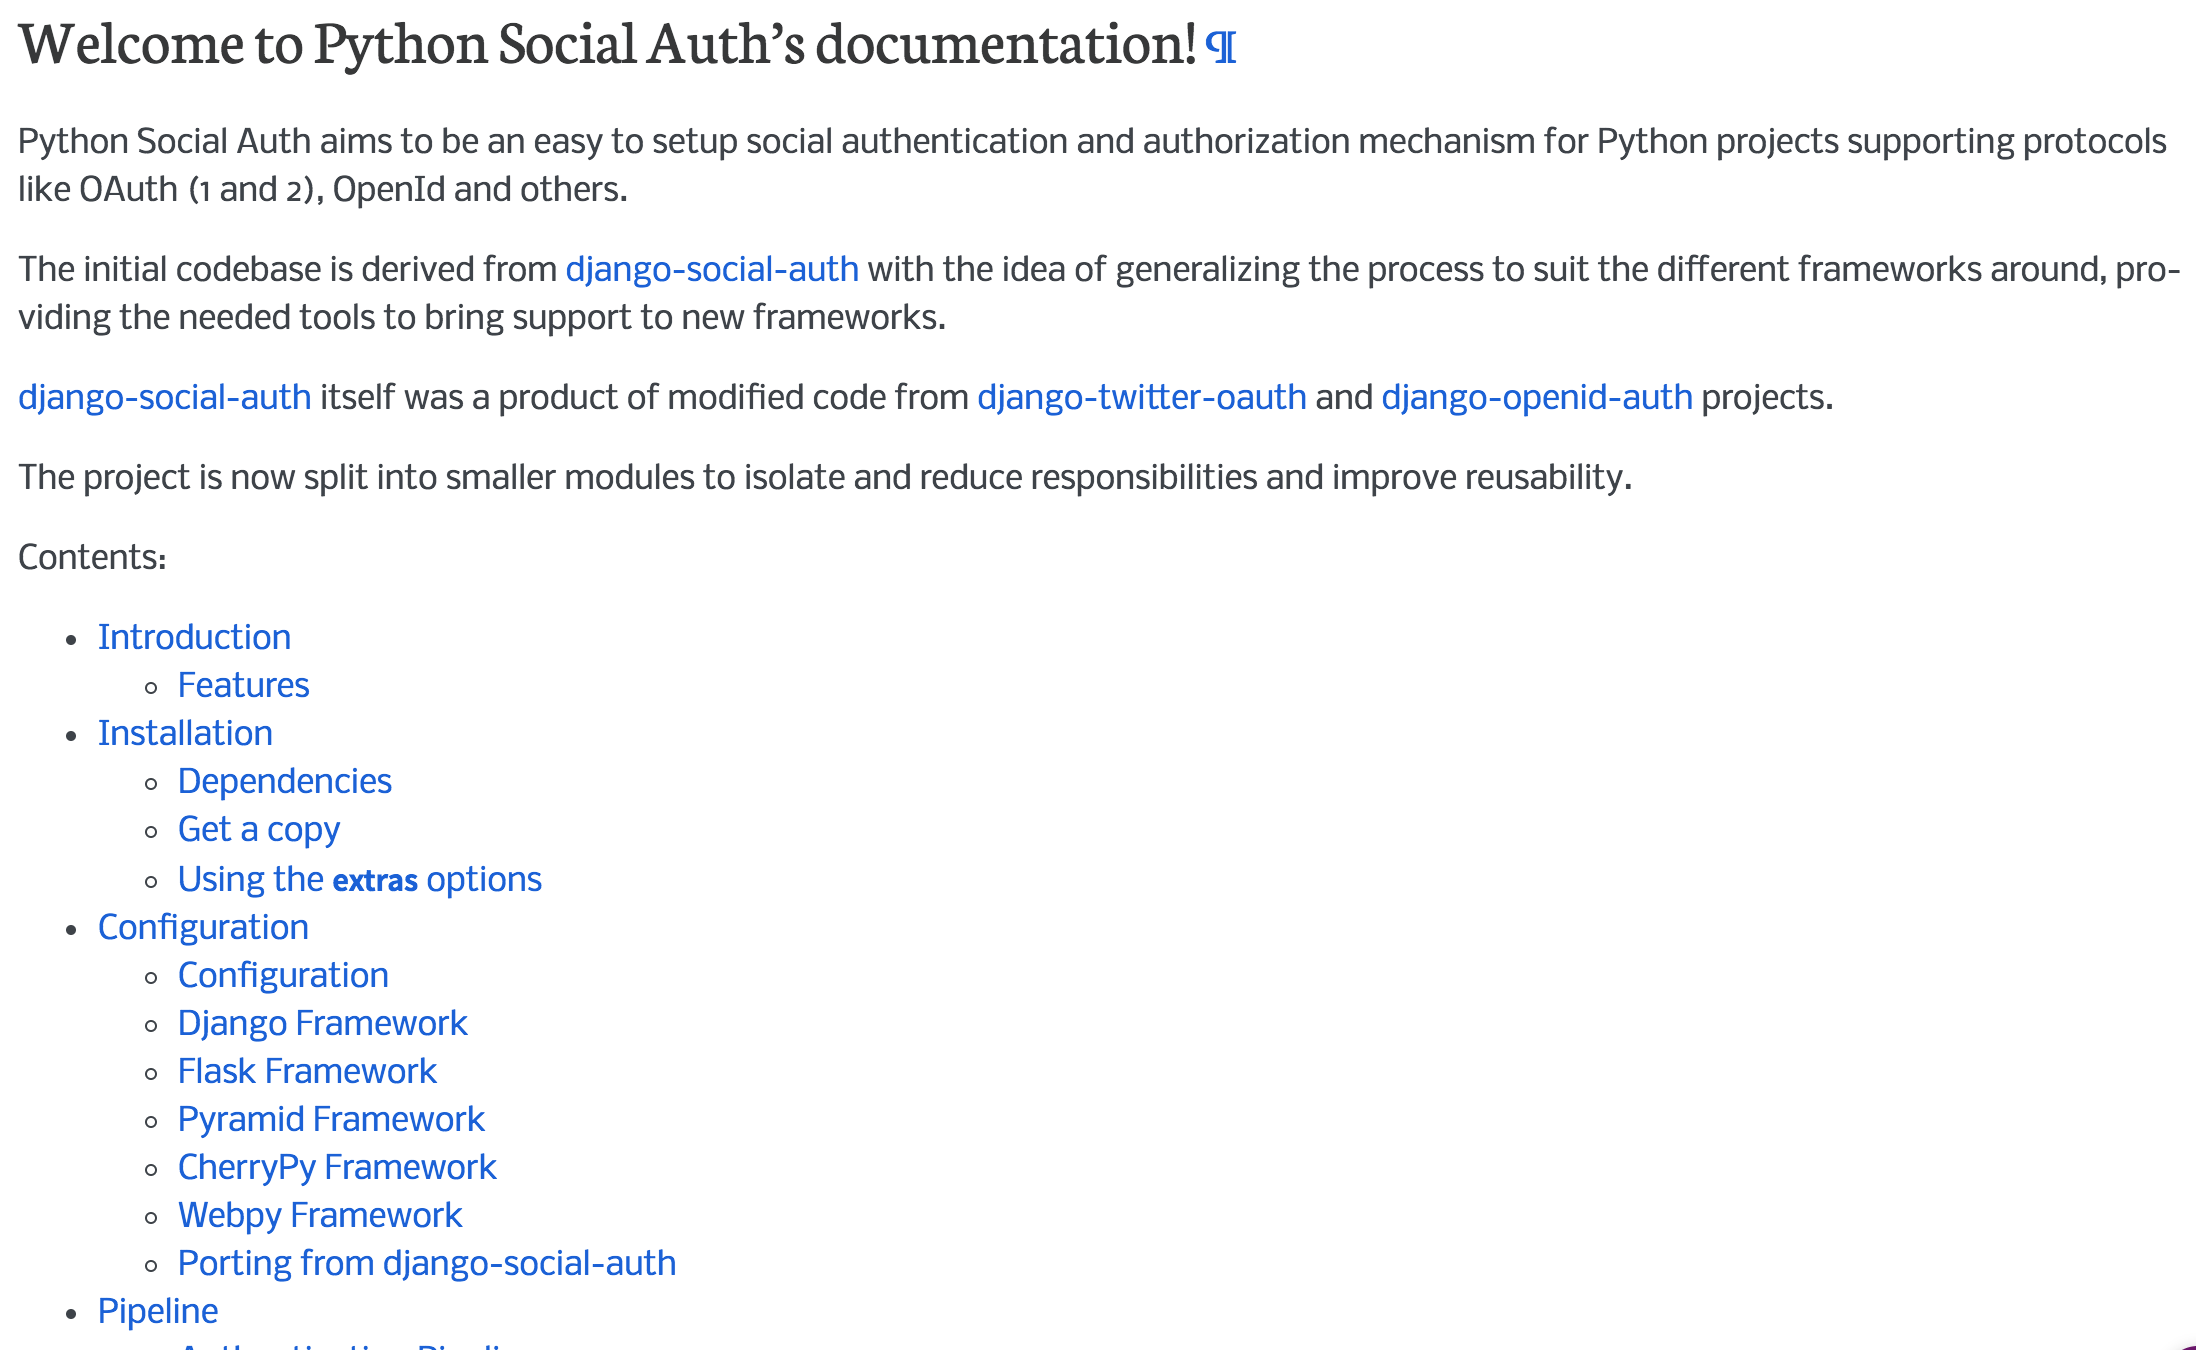 Welcome to Python Social Auth’s documentation!¶
Python Social Auth aims to be an easy to setup social authentication and authorization mechanism for Python projects supporting protocols
like OAuth (1 and 2), OpenId and others.
The initial codebase is derived from django-social-auth with the idea of generalizing the process to suit the different frameworks around, pro-
viding the needed tools to bring support to new frameworks.
django-social-auth itself was a product of modified code from django-twitter-oauth and django-openid-auth projects.
The project is now split into smaller modules to isolate and reduce responsibilities and improve reusability.
Contents:
• Introduction
◦ Features
• Installation
◦ Dependencies
◦ Get a copy
◦ Using the extras options
• Configuration
◦ Configuration
◦ Django Framework
◦ Flask Framework
◦ Pyramid Framework
◦ CherryPy Framework
◦ Webpy Framework
◦ Porting from django-social-auth
• Pipeline